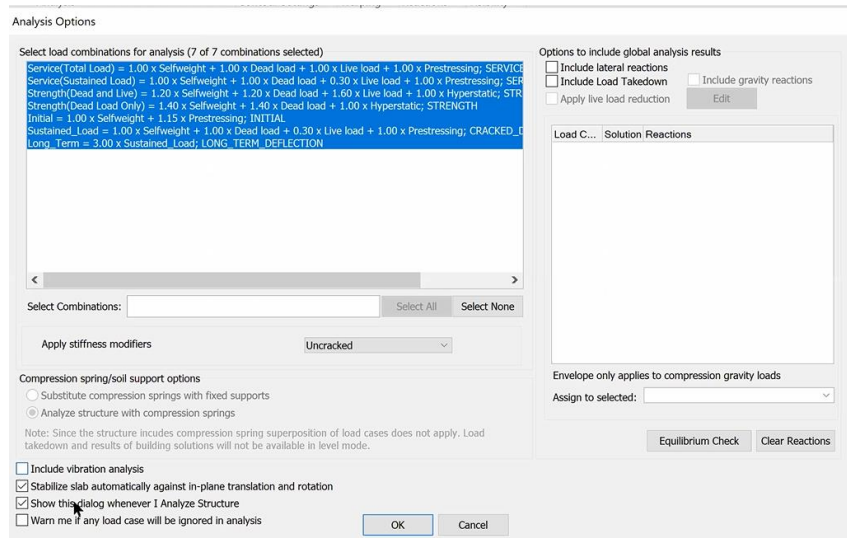 Analysis Options
Select load combinations for analysis (7 of 7 combinations selected)
Service(Total Load) = 1.00 x Selfweight + 1.00 x Dead load + 1.00 x Live load + 1.00 x Prestressing; SERVICE
Service(Sustained Load) = 1.00 x Selfweight + 1.00 x Dead load + 0.30 x Live load + 1.00 x Prestressing; SER
Strength(Dead and Live) = 1.20 x Selfweight + 1.20 x Dead load + 1.60 x Live load + 1.00 x Hyperstatic; STR
Strength(Dead Load Only) = 1.40 x Selfweight + 1.40 x Dead load + 1.00 x Hyperstatic; STRENGTH
Initial = 1.00 x Selfweight + 1.15 x Prestressing; INITIAL
Sustained_Load = 1.00 x Selfweight + 1.00 x Dead load + 0.30 x Live load + 1.00 x Prestressing; CRACKED_D
Long_Term = 3.00 x Sustained_Load; LONG_TERM_DEFLECTION
Select Combinations:
Select All
Select None
Apply stiffness modifiers
Uncracked
Compression spring/soil support options
Substitute compression springs with fixed supports
Analyze structure with compression springs
Note: Since the structure incudes compression spring superposition of load cases does not apply. Load
takedown and results of building solutions will not be available in level mode.
Include vibration analysis
Stabilize slab automatically against in-plane translation and rotation
Show this dialog whenever I Analyze Structure
Warn me if any load case will be ignored in analysis
OK
Cancel
Options to include global analysis results
Include lateral reactions
Include Load Takedown
Include gravity reactions
Apply live load reduction
Edit
Load C... Solution Reactions
Envelope only applies to compression gravity loads
Assign to selected:
Equilibrium Check
Clear Reactions